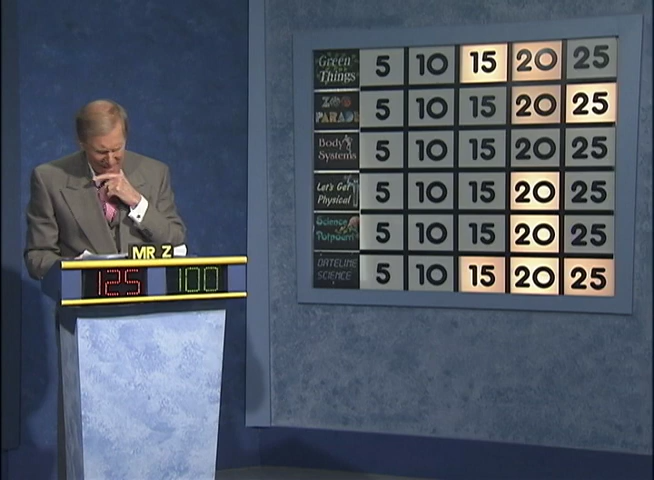 Green Things 5 10 15 20 25
ZOO PARADE 5 10 15 20 25
Body Systems 5 10 15 20 25
Let's Get Physical 5 10 15 20 25
Science Potpourri 5 10 15 20 25
DATELINE SCIENCE 5 10 15 20 25
MR Z
125 100